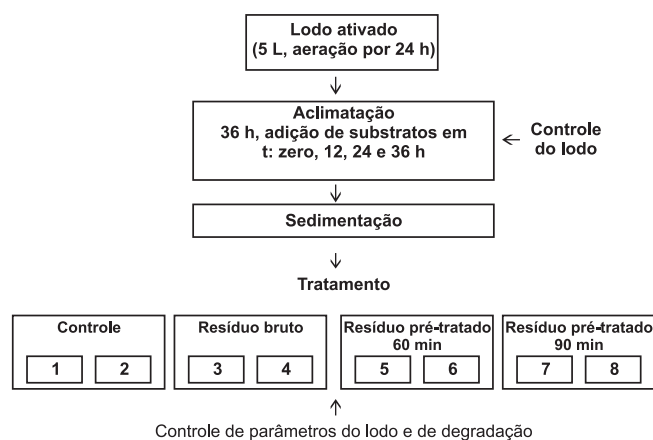 Lodo ativado
(5 L, aeração por 24 h)
Aclimatação
36 h, adição de substratos em
t: zero, 12, 24 e 36 h
Controle
do lodo
Sedimentação
Tratamento
Controle
1 2
Resíduo bruto
3 4
Resíduo pré-tratado
60 min
5 6
Resíduo pré-tratado
90 min
7 8
Controle de parâmetros do lodo e de degradação